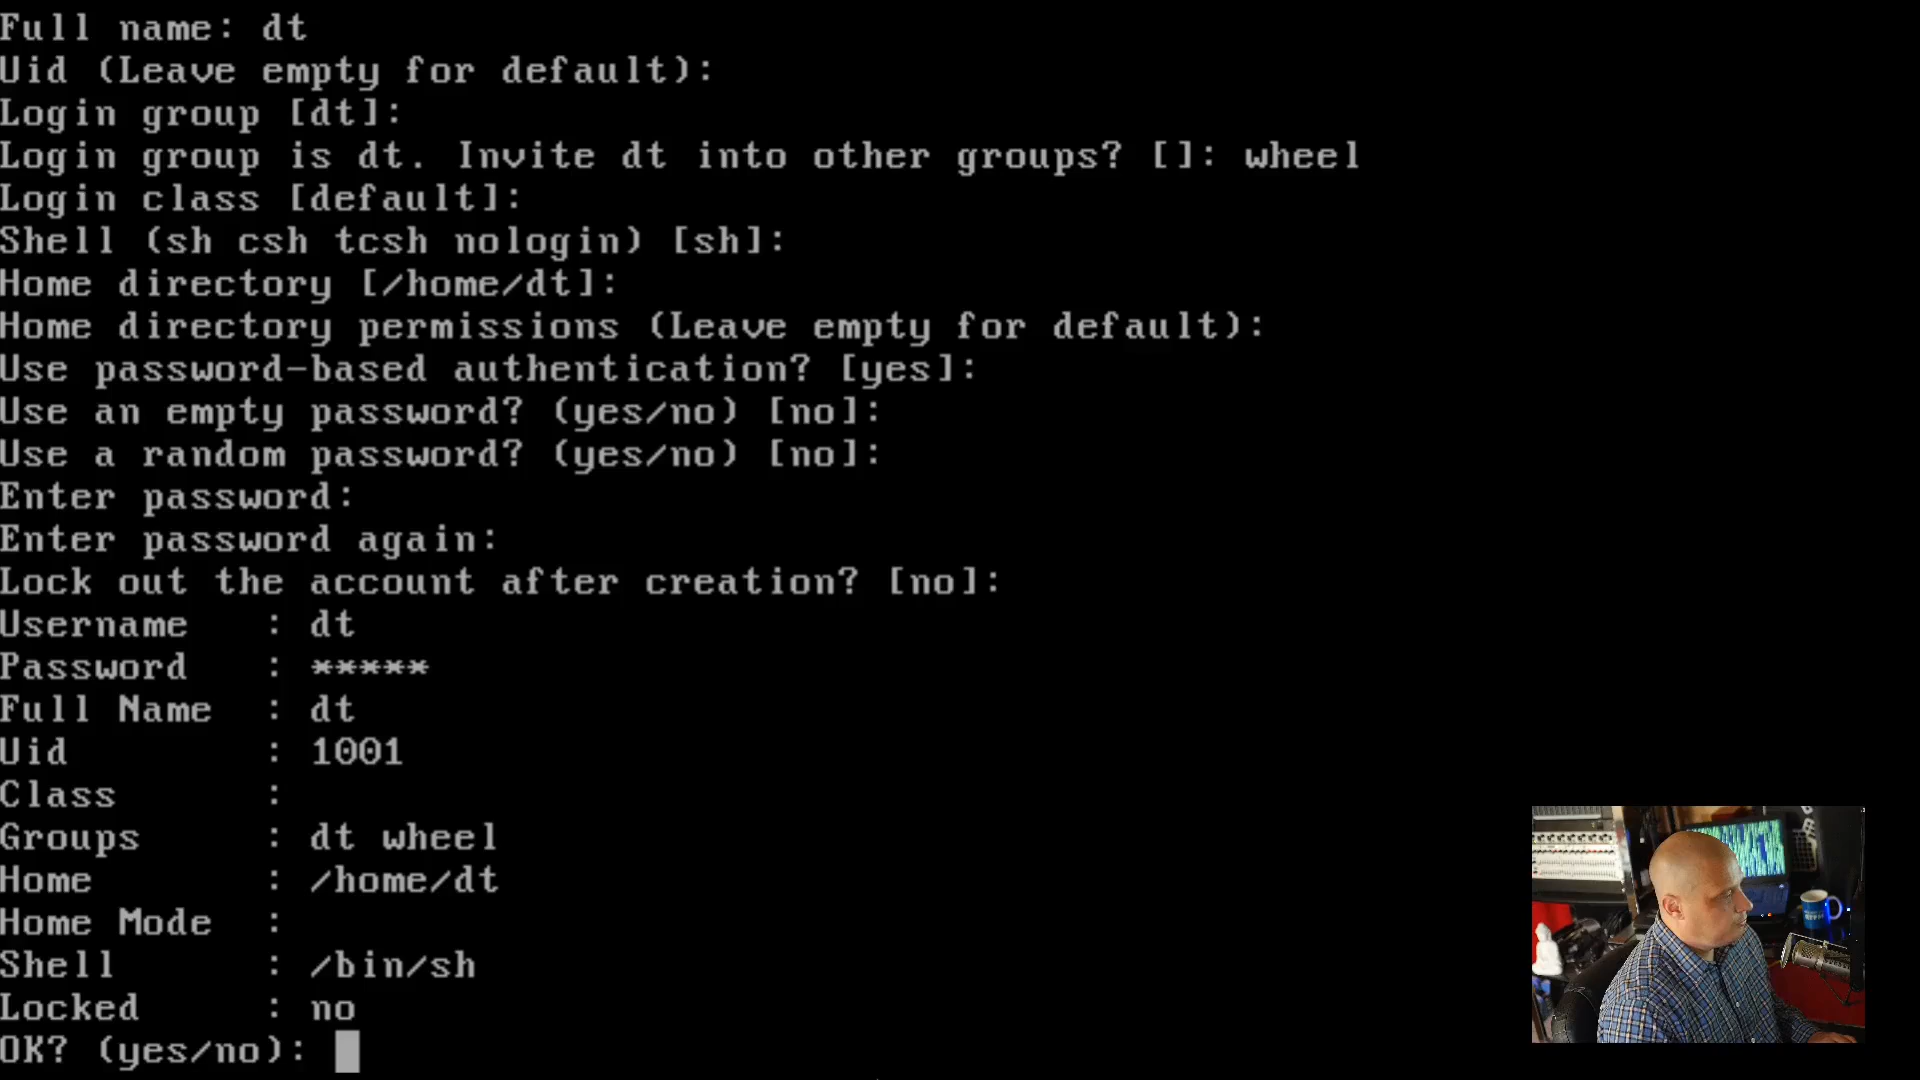 Full name: dt
Uid (Leave empty for default):
Login group [dt]:
Login group is dt. Invite dt into other groups? []: wheel
Login class [default]:
Shell (sh csh tcsh nologin) [sh]:
Home directory [/home/dt]:
Home directory permissions (Leave empty for default):
Use password-based authentication? [yes]:
Use an empty password? (yes/no) [no]:
Use a random password? (yes/no) [no]:
Enter password:
Enter password again:
Lock out the account after creation? [no]:
Username   : dt
Password   : *****
Full Name  : dt
Uid        : 1001
Class      :
Groups     : dt wheel
Home       : /home/dt
Home Mode  :
Shell      : /bin/sh
Locked     : no
OK? (yes/no):